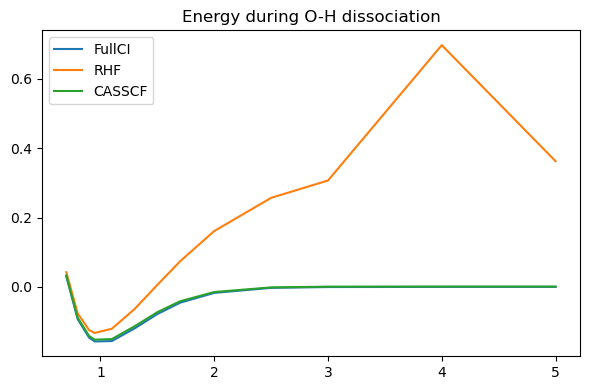 Energy during O-H dissociation
FullCI
RHF
CASSCF
0.6
0.4
0.2
0.0
1 2 3 4 5